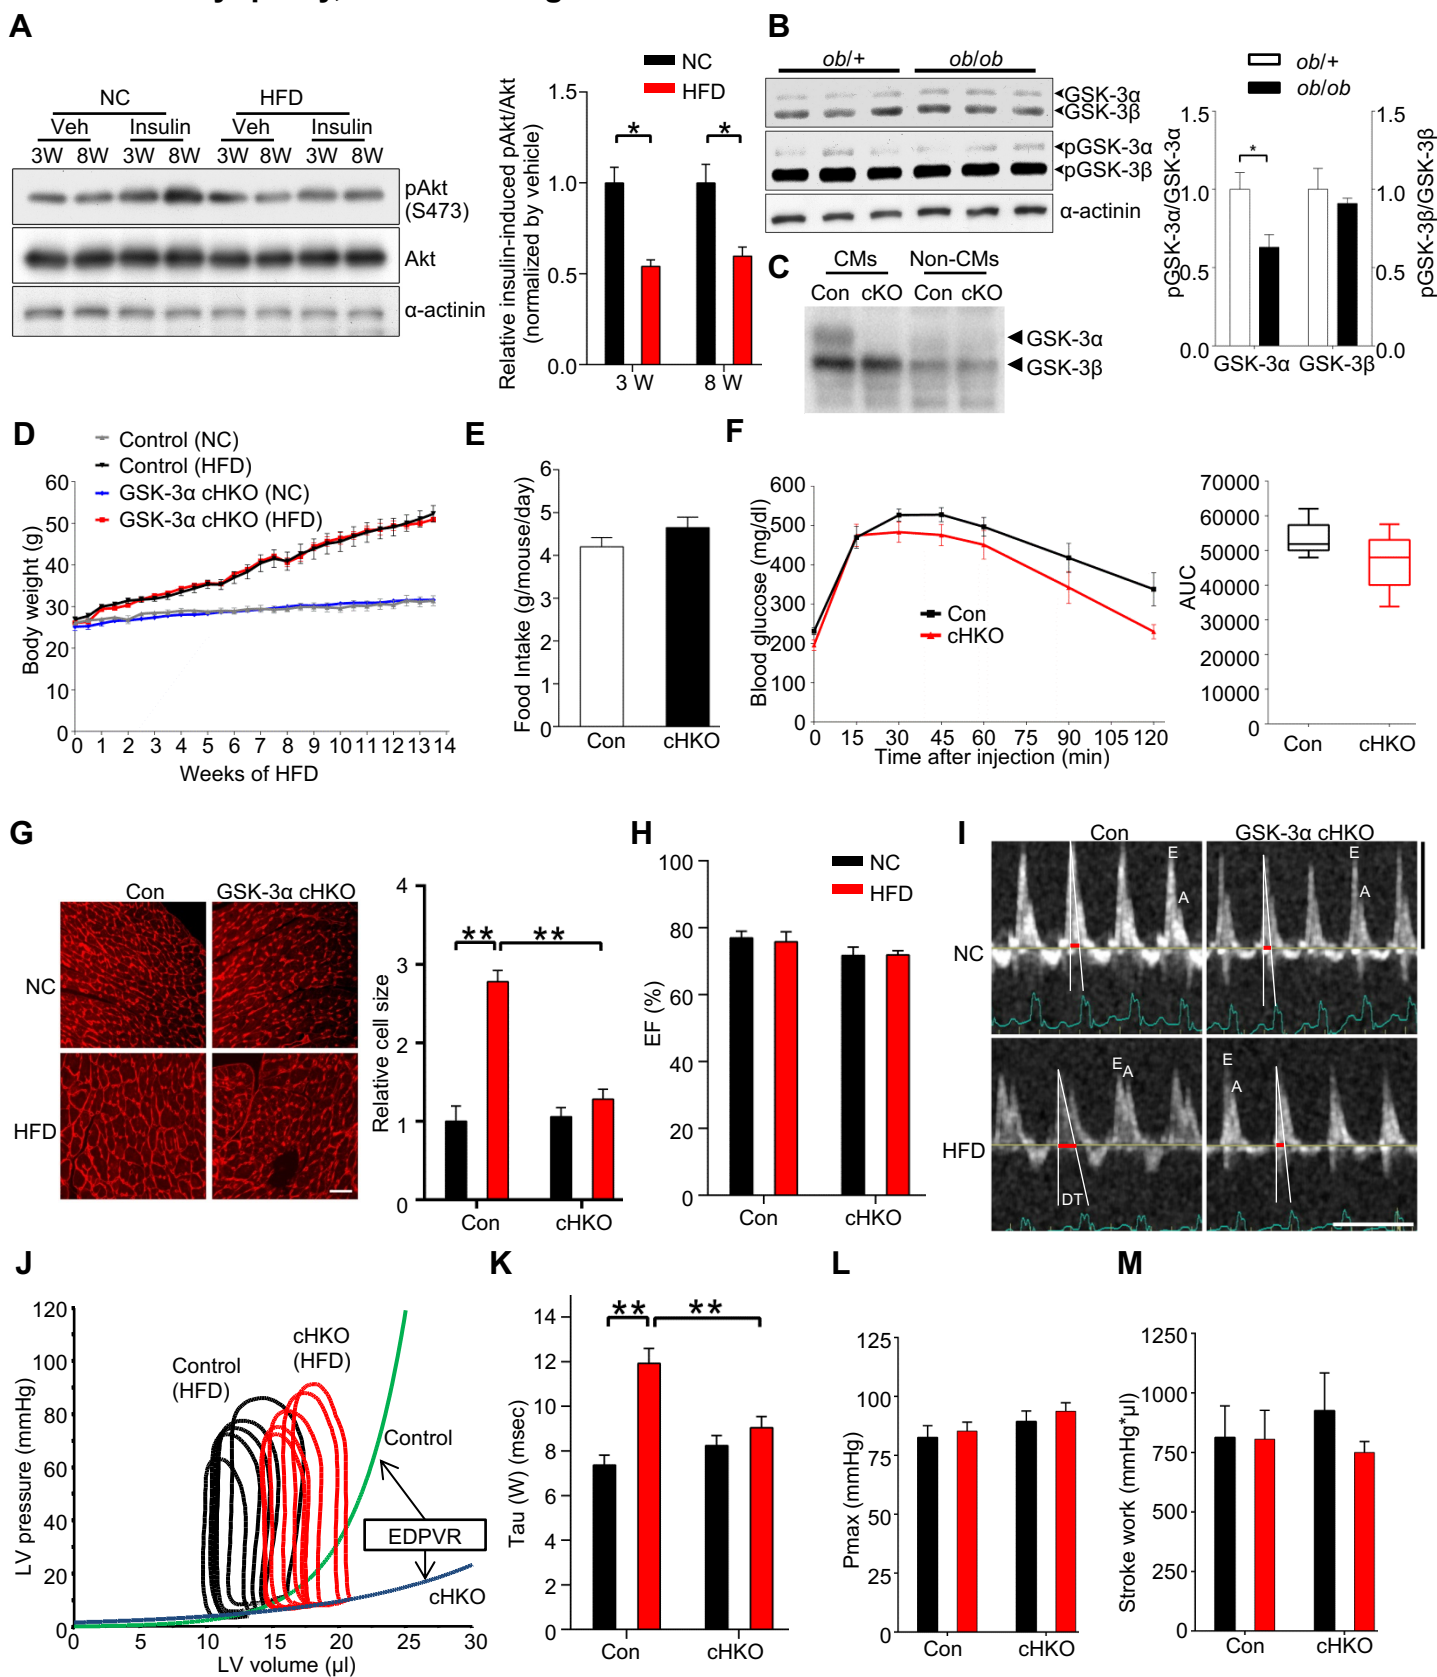 A
NC
HFD
Veh
Insulin
Veh
Insulin
3W 8W 3W 8W 3W 8W 3W 8W
pAkt
(S473)
Akt
α-actinin
NC
HFD
Relative insulin-induced pAkt/Akt
(normalized by vehicle)
1.5
1.0
0.5
0.0
*
*
3 W
8 W
B
ob/+
ob/ob
GSK-3α
GSK-3β
pGSK-3α
pGSK-3β
α-actinin
ob/+
ob/ob
pGSK-3α/GSK-3α
1.5
1.0
0.5
0.0
*
GSK-3α GSK-3β
1.5
1.0
0.5
0.0
pGSK-3β/GSK-3β
C
CMs
Non-CMs
Con cKO Con cKO
GSK-3α
GSK-3β
D
Control (NC)
Control (HFD)
GSK-3α cHKO (NC)
GSK-3α cHKO (HFD)
Body weight (g)
60
50
40
30
20
10
0
0 1 2 3 4 5 6 7 8 9 10 11 12 13 14
Weeks of HFD
E
Food Intake (g/mouse/day)
6
5
4
3
2
1
0
Con cHKO
F
Blood glucose (mg/dl)
600
500
400
300
200
100
0
Con
cHKO
0 15 30 45 60 75 90 105 120
Time after injection (min)
AUC
70000
60000
50000
40000
30000
20000
10000
0
Con cHKO
G
Con
GSK-3α cHKO
NC
HFD
Relative cell size
4
3
2
1
0
**
**
Con cHKO
H
NC
HFD
EF (%)
100
80
60
40
20
0
Con cHKO
I
Con
GSK-3α cHKO
NC
E
A
E
A
HFD
E
A
DT
E
A
J
LV pressure (mmHg)
120
100
80
60
40
20
0
Control
(HFD)
cHKO
(HFD)
Control
EDPVR
cHKO
0 5 10 15 20 25 30
LV volume (µl)
K
Tau (W) (msec)
14
12
10
8
6
4
2
0
**
**
Con cHKO
L
Pmax (mmHg)
125
100
75
50
25
0
Con cHKO
M
Stroke work (mmHg*µl)
1250
1000
750
500
250
0
Con cHKO